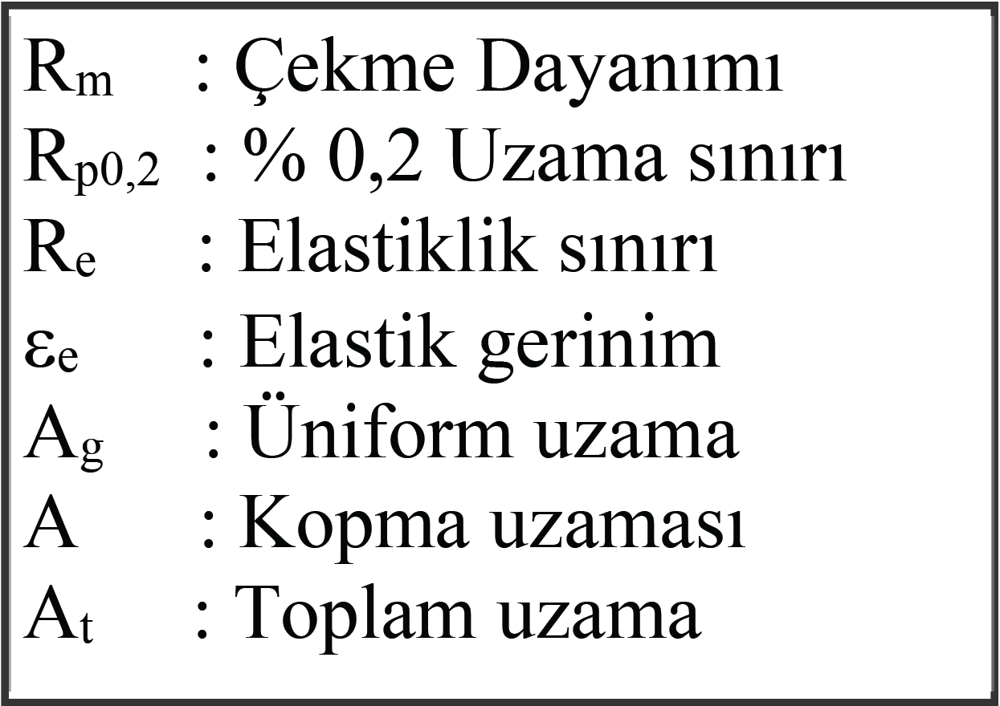 Rm : Çekme Dayanımı
Rp0,2 : % 0,2 Uzama sınırı
Re : Elastiklik sınırı
εe : Elastik gerinim
Ag : Üniform uzama
A : Kopma uzaması
At : Toplam uzama